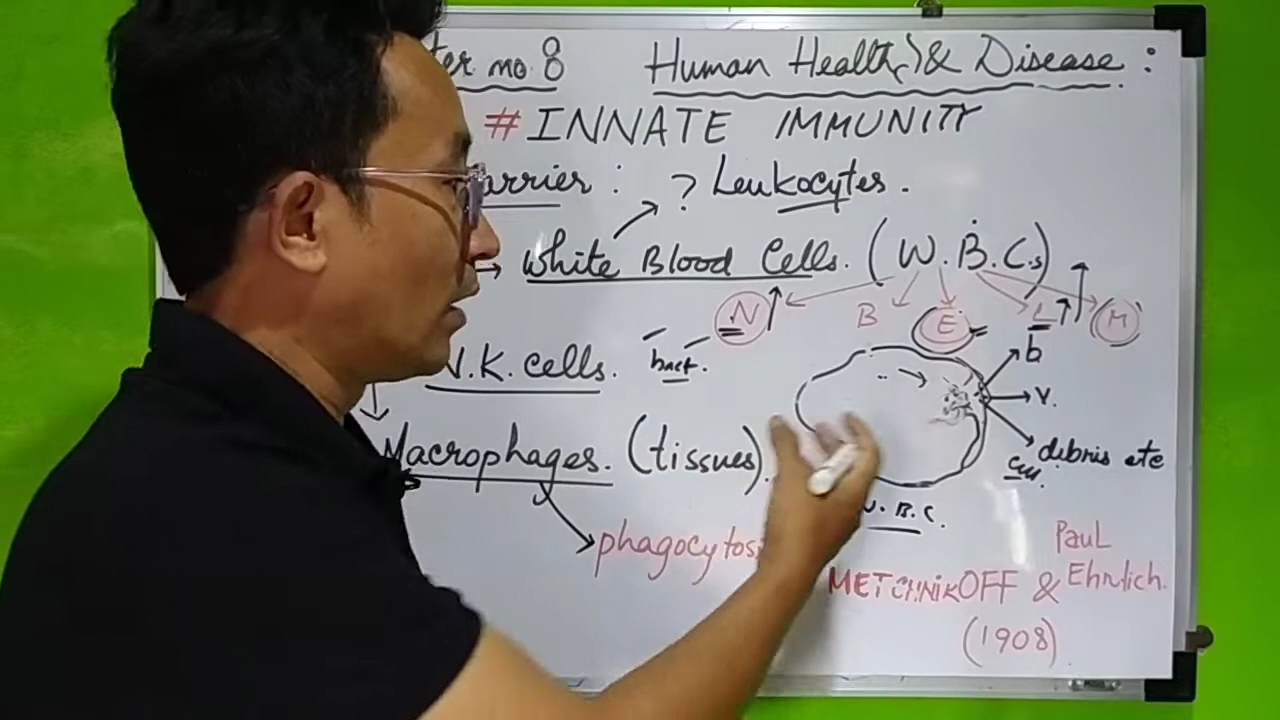 ter no 8 Human Health & Disease :
# INNATE IMMUNITY
arrier : ? Leukocytes.
→ White Blood Cells. (W.B.C.s)
N B E L M
N.K. cells. bact.
b
v.
Macrophages. (tissues) debris etc
W.B.C.
phagocytos
Paul
METCHNIKOFF & Ehrlich.
(1908)